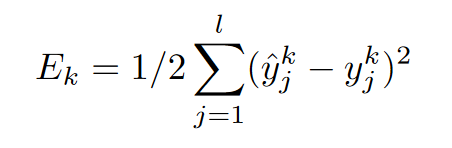 $E_k = 1/2 \sum_{j=1}^{l} (\hat{y}_j^k - y_j^k)^2$